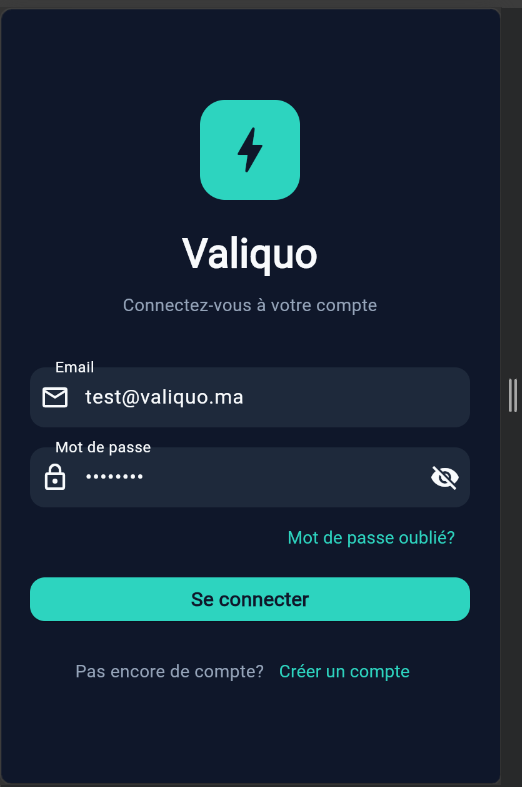 Valiquo
Connectez-vous à votre compte
Email
test@valiquo.ma
Mot de passe
••••••••
Mot de passe oublié?
Se connecter
Pas encore de compte? Créer un compte